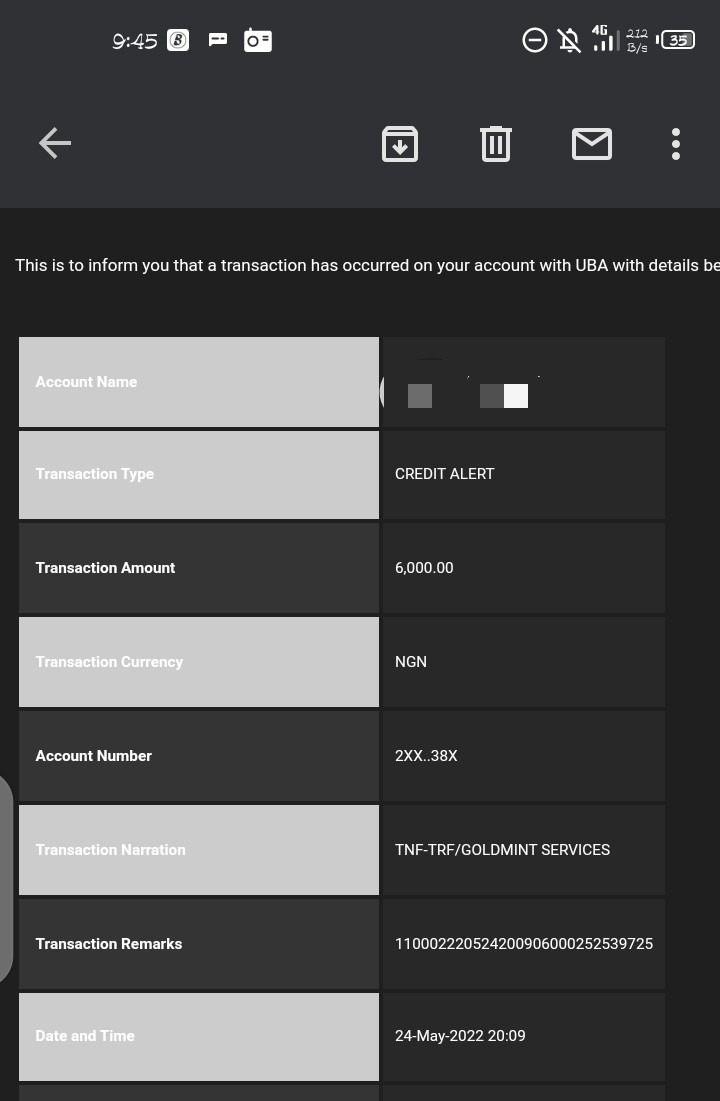 9:45
4G
212
B/s
35
This is to inform you that a transaction has occurred on your account with UBA with details be
Account Name
Transaction Type CREDIT ALERT
Transaction Amount 6,000.00
Transaction Currency NGN
Account Number 2XX..38X
Transaction Narration TNF-TRF/GOLDMINT SERVICES
Transaction Remarks 110002220524200906000252539725
Date and Time 24-May-2022 20:09